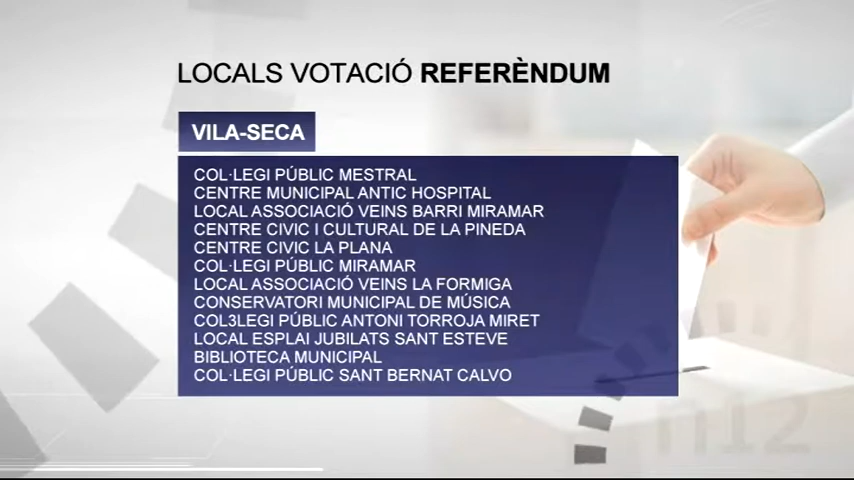 LOCALS VOTACIÓ REFERÈNDUM
VILA-SECA
COL·LEGI PÚBLIC MESTRAL
CENTRE MUNICIPAL ANTIC HOSPITAL
LOCAL ASSOCIACIÓ VEINS BARRI MIRAMAR
CENTRE CIVIC I CULTURAL DE LA PINEDA
CENTRE CIVIC LA PLANA
COL·LEGI PÚBLIC MIRAMAR
LOCAL ASSOCIACIÓ VEINS LA FORMIGA
CONSERVATORI MUNICIPAL DE MÚSICA
COL3LEGI PÚBLIC ANTONI TORROJA MIRET
LOCAL ESPLAI JUBILATS SANT ESTEVE
BIBLIOTECA MUNICIPAL
COL·LEGI PÚBLIC SANT BERNAT CALVO
n12